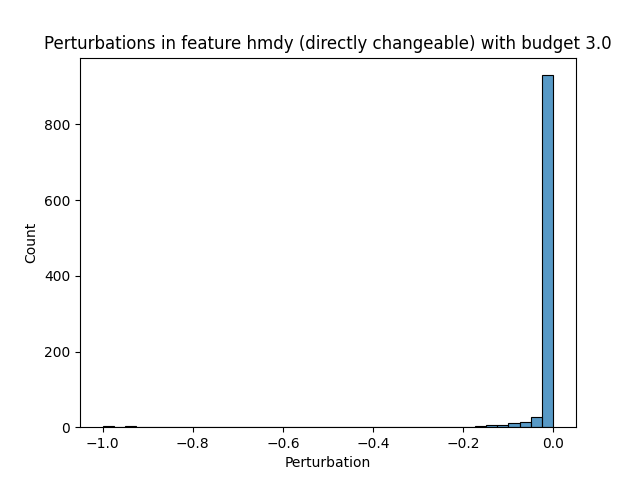 Perturbations in feature hmdy (directly changeable) with budget 3.0
Count
800
600
400
200
0
−1.0 −0.8 −0.6 −0.4 −0.2 0.0
Perturbation